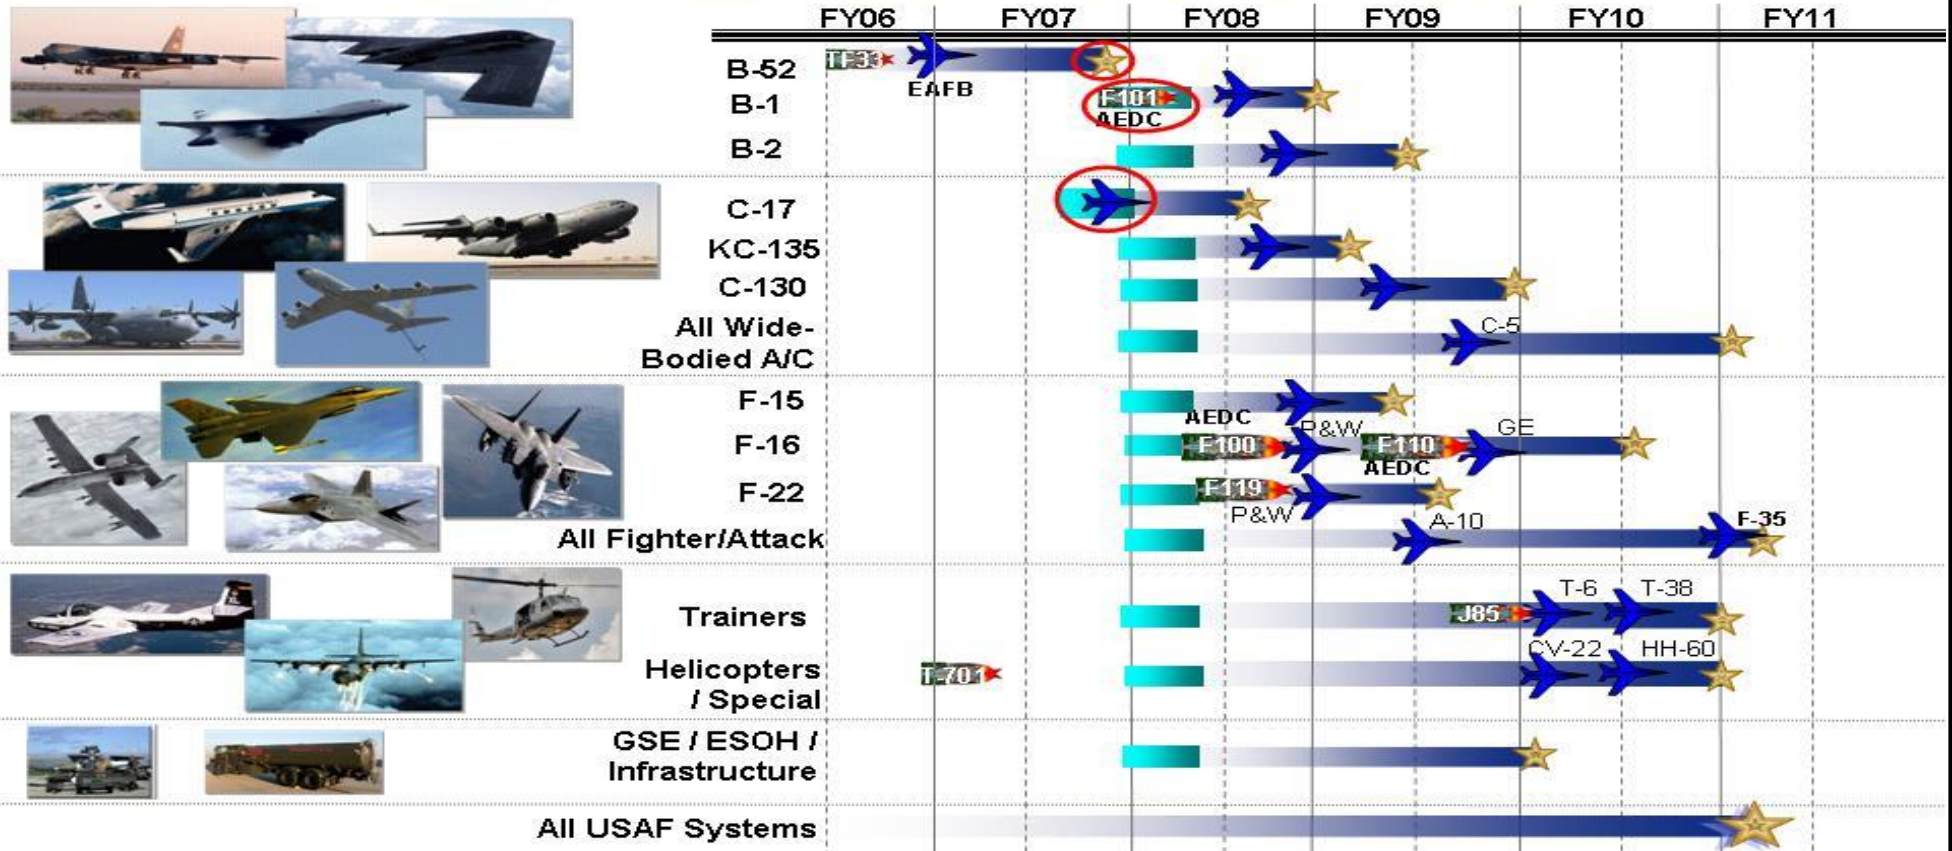 FY06 FY07 FY08 FY09 FY10 FY11
B-52 TF33
EAFB
B-1 F101
AEDC
B-2
C-17
KC-135
C-130
All Wide-
Bodied A/C
C-5
F-15
AEDC
F-16 F100 P&W F110 GE
AEDC
F-22 F119
P&W
All Fighter/Attack A-10 F-35
T-6 T-38
Trainers J85
CV-22 HH-60
Helicopters
/ Special
T-701
GSE / ESOH /
Infrastructure
All USAF Systems